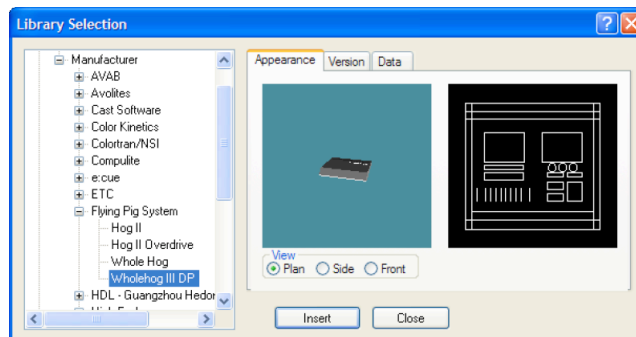 Library Selection
Manufacturer
AVAB
Avolites
Cast Software
Color Kinetics
Colortran/NSI
Compulite
e:cue
ETC
Flying Pig System
Hog II
Hog II Overdrive
Whole Hog
Wholehog III DP
HDL - Guangzhou Hedor
Appearance Version Data
View
Plan Side Front
Insert Close